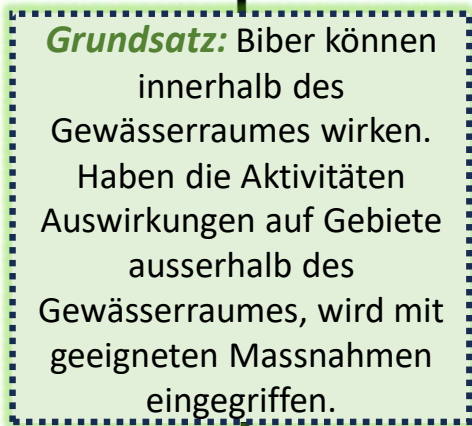 Grundsatz: Biber können
innerhalb des
Gewässerraumes wirken.
Haben die Aktivitäten
Auswirkungen auf Gebiete
ausserhalb des
Gewässerraumes, wird mit
geeigneten Massnahmen
eingegriffen.